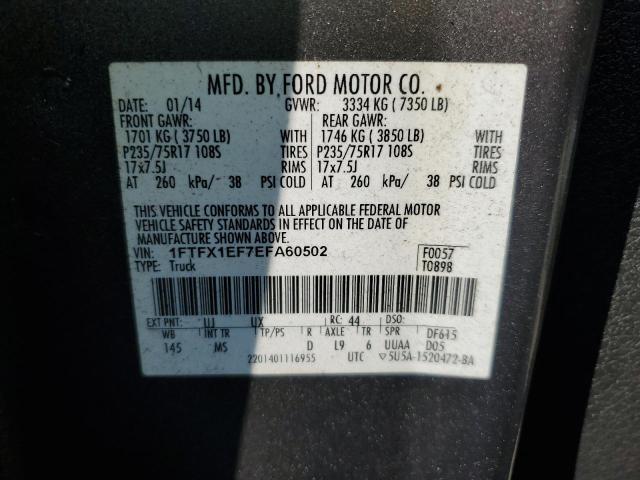 MFD. BY FORD MOTOR CO.
DATE: 01/14 GVWR: 3334 KG ( 7350 LB)
FRONT GAWR: REAR GAWR:
1701 KG ( 3750 LB) WITH 1746 KG ( 3850 LB) WITH
P235/75R17 108S TIRES P235/75R17 108S TIRES
17x7.5J RIMS 17x7.5J RIMS
AT 260 kPa/ 38 PSI COLD AT 260 kPa/ 38 PSI COLD
THIS VEHICLE CONFORMS TO ALL APPLICABLE FEDERAL MOTOR
VEHICLE SAFETY STANDARDS IN EFFECT ON THE DATE OF
MANUFACTURE SHOWN ABOVE.
VIN: 1FTFX1EF7EFA60502 F0057
TYPE: Truck T0898
EXT PNT: UJ UX RC: 44 DSO:
WB INT TR TP/PS R AXLE TR SPR DF615
145 MS D L9 6 UUAA D05
2201401116955 UTC ▽5U5A-1520472-BA